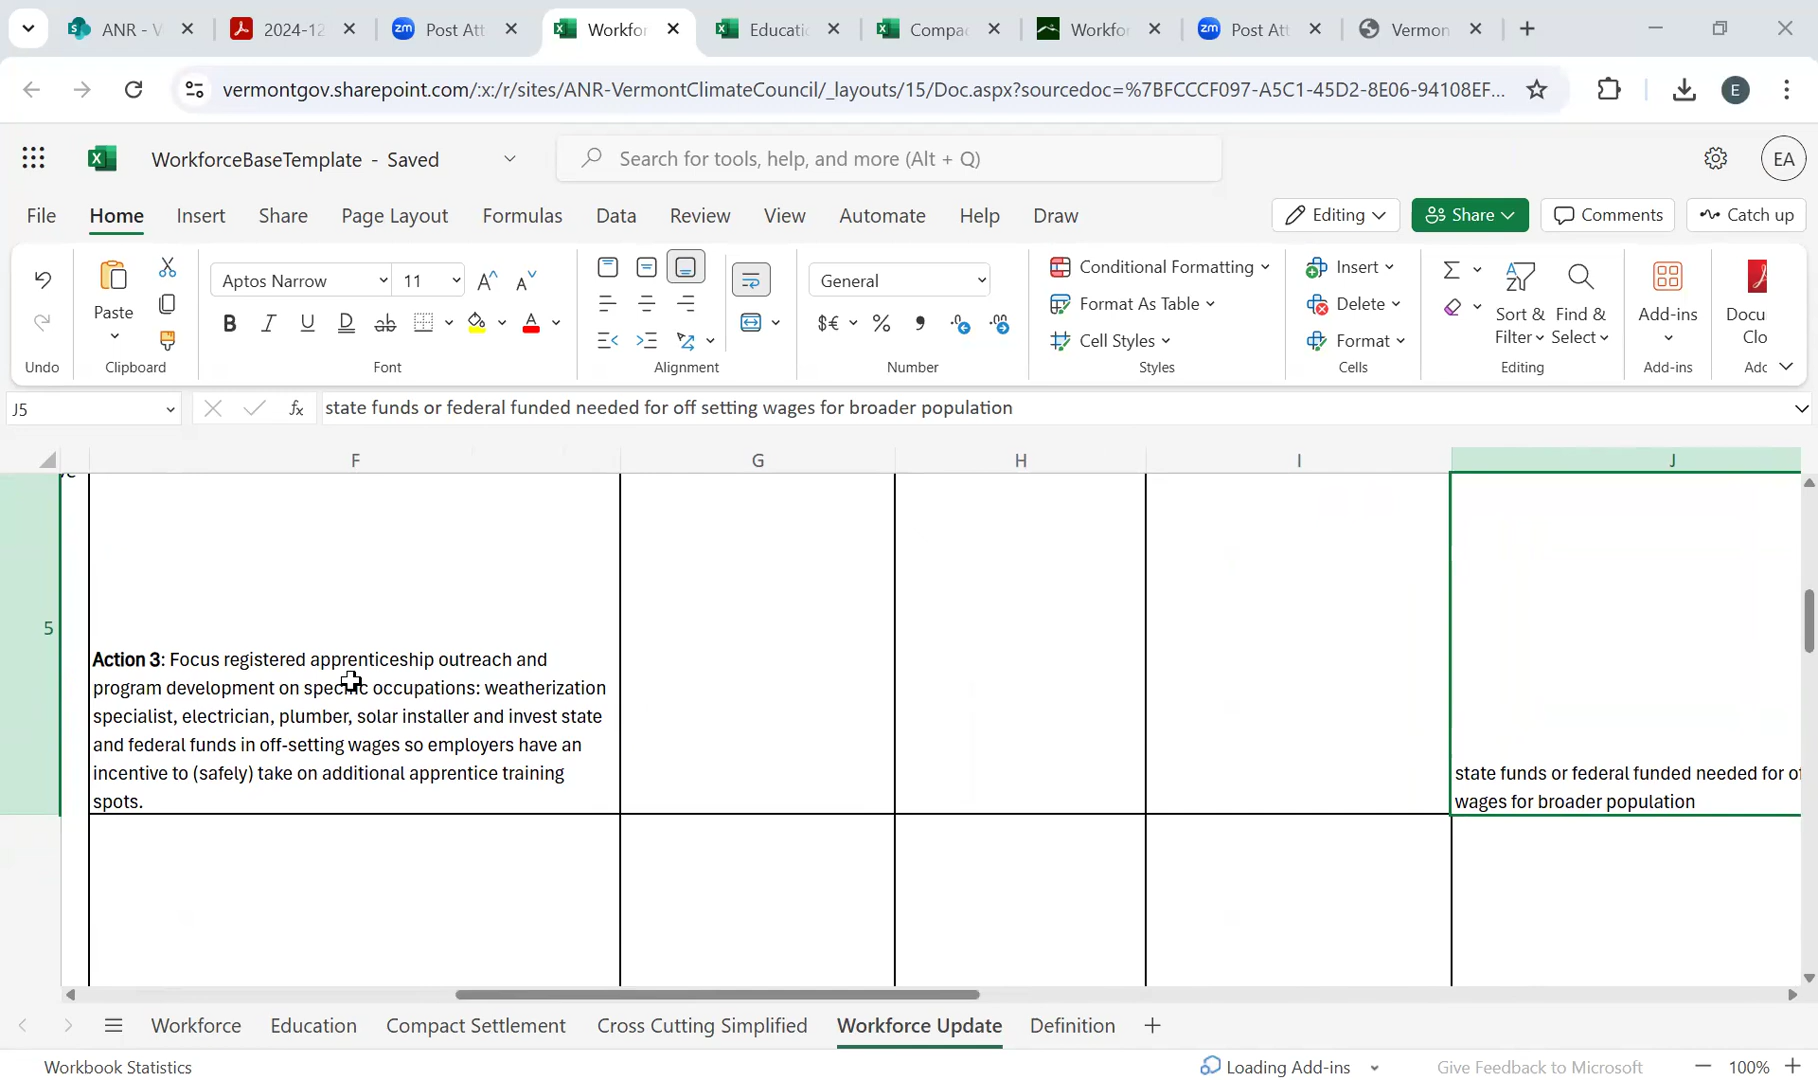 ANR - V
2024-12
Post Att
Workfor
Educati
Compac
Workfor
Post Att
Vermon
vermontgov.sharepoint.com/:x:/r/sites/ANR-VermontClimateCouncil/_layouts/15/Doc.aspx?sourcedoc=%7BFCCCF097-A5C1-45D2-8E06-94108EF...
E
WorkforceBaseTemplate - Saved
Search for tools, help, and more (Alt + Q)
EA
File Home Insert Share Page Layout Formulas Data Review View Automate Help Draw
Editing Share Comments Catch up
Paste
Aptos Narrow 11
General
Conditional Formatting
Format As Table
Cell Styles
Insert
Delete
Format
Sort & Filter
Find & Select
Add-ins
Docu
Clo
Undo Clipboard Font Alignment Number Styles Cells Editing Add-ins Adc
J5
fx
state funds or federal funded needed for off setting wages for broader population
F G H I J
5
Action 3: Focus registered apprenticeship outreach and
program development on specific occupations: weatherization
specialist, electrician, plumber, solar installer and invest state
and federal funds in off-setting wages so employers have an
incentive to (safely) take on additional apprentice training
spots.
state funds or federal funded needed for of
wages for broader population
Workforce Education Compact Settlement Cross Cutting Simplified Workforce Update Definition
Workbook Statistics
Loading Add-ins
Give Feedback to Microsoft
100%